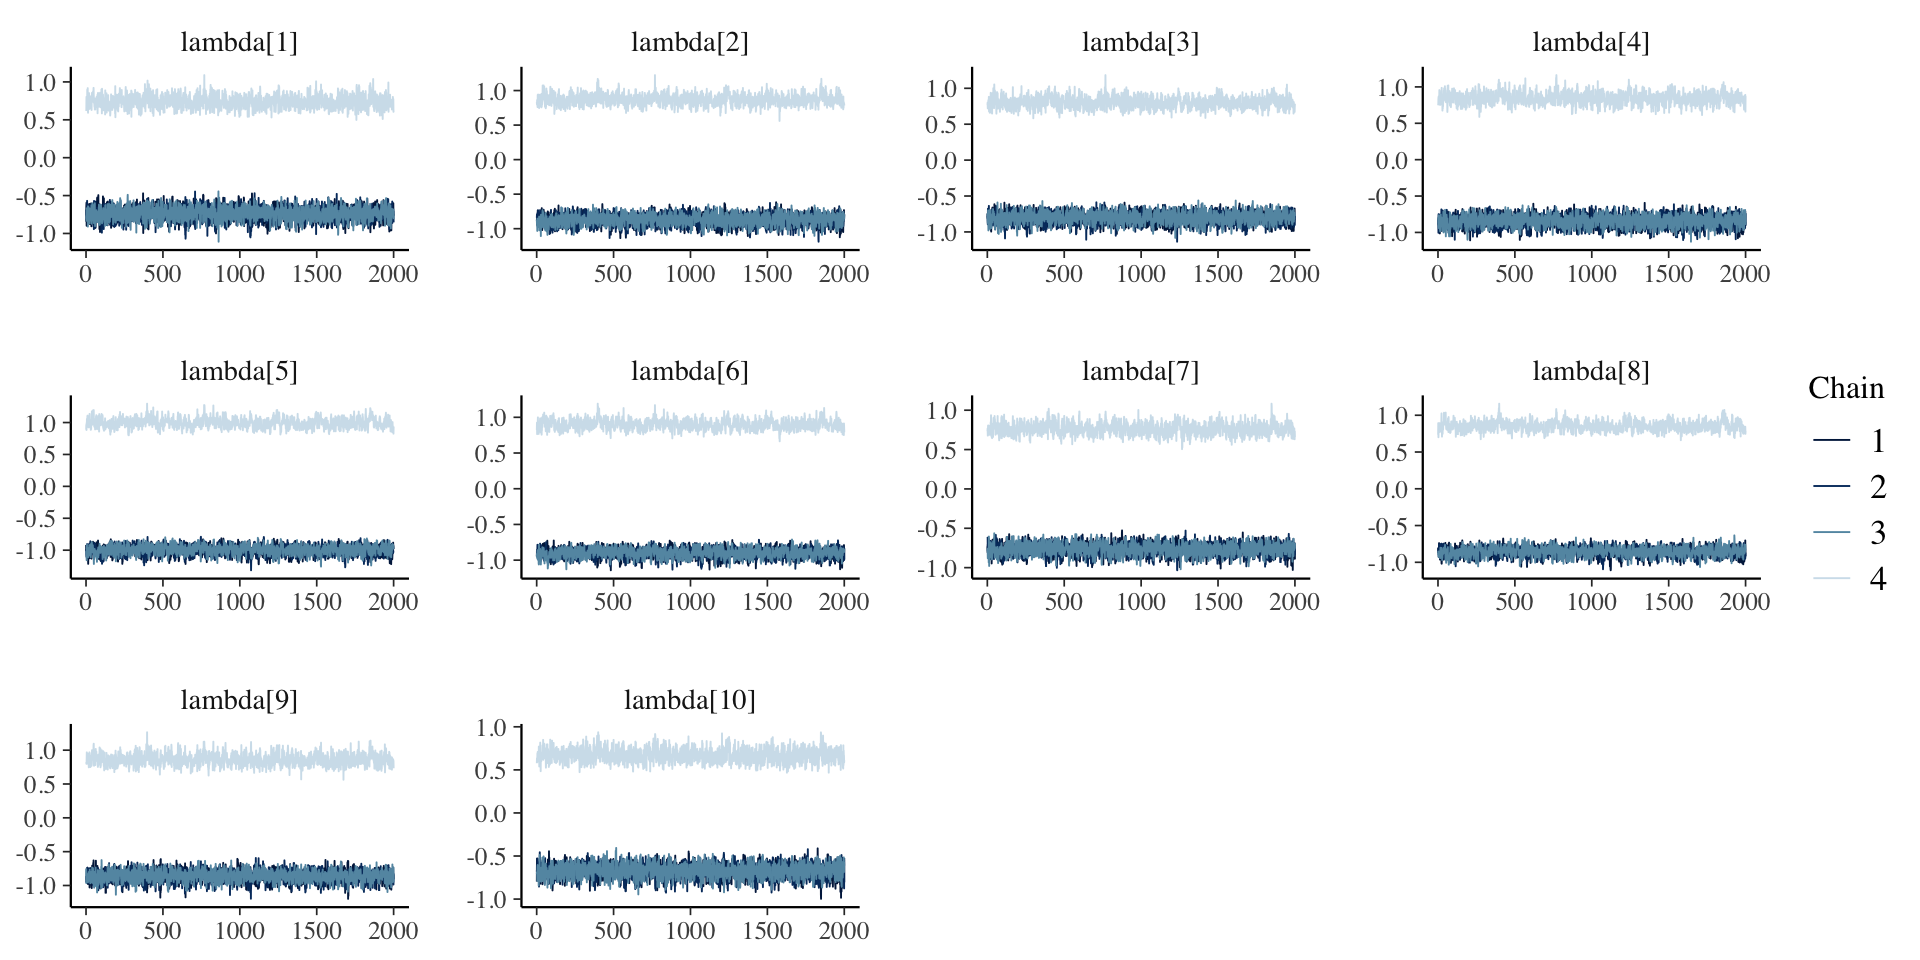 lambda[1] lambda[2] lambda[3] lambda[4]
1.0 0.5 0.0 -0.5 -1.0
1.0 0.5 0.0 -0.5 -1.0
1.0 0.5 0.0 -0.5 -1.0
1.0 0.5 0.0 -0.5 -1.0
0 500 1000 1500 2000 0 500 1000 1500 2000 0 500 1000 1500 2000 0 500 1000 1500 2000
lambda[5] lambda[6] lambda[7] lambda[8]
1.0 0.5 0.0 -0.5 -1.0
1.0 0.5 0.0 -0.5 -1.0
1.0 0.5 0.0 -0.5 -1.0
1.0 0.5 0.0 -0.5 -1.0
0 500 1000 1500 2000 0 500 1000 1500 2000 0 500 1000 1500 2000 0 500 1000 1500 2000
Chain
1
2
3
4
lambda[9] lambda[10]
1.0 0.5 0.0 -0.5 -1.0
1.0 0.5 0.0 -0.5 -1.0
0 500 1000 1500 2000 0 500 1000 1500 2000